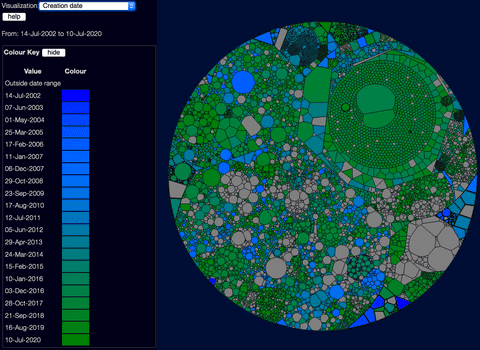 Visualization: Creation date
help
From: 14-Jul-2002 to 10-Jul-2020
Colour Key hide
Value Colour
Outside date range
14-Jul-2002
07-Jun-2003
01-May-2004
25-Mar-2005
17-Feb-2006
11-Jan-2007
06-Dec-2007
29-Oct-2008
23-Sep-2009
17-Aug-2010
12-Jul-2011
05-Jun-2012
29-Apr-2013
24-Mar-2014
15-Feb-2015
10-Jan-2016
03-Dec-2016
28-Oct-2017
21-Sep-2018
16-Aug-2019
10-Jul-2020